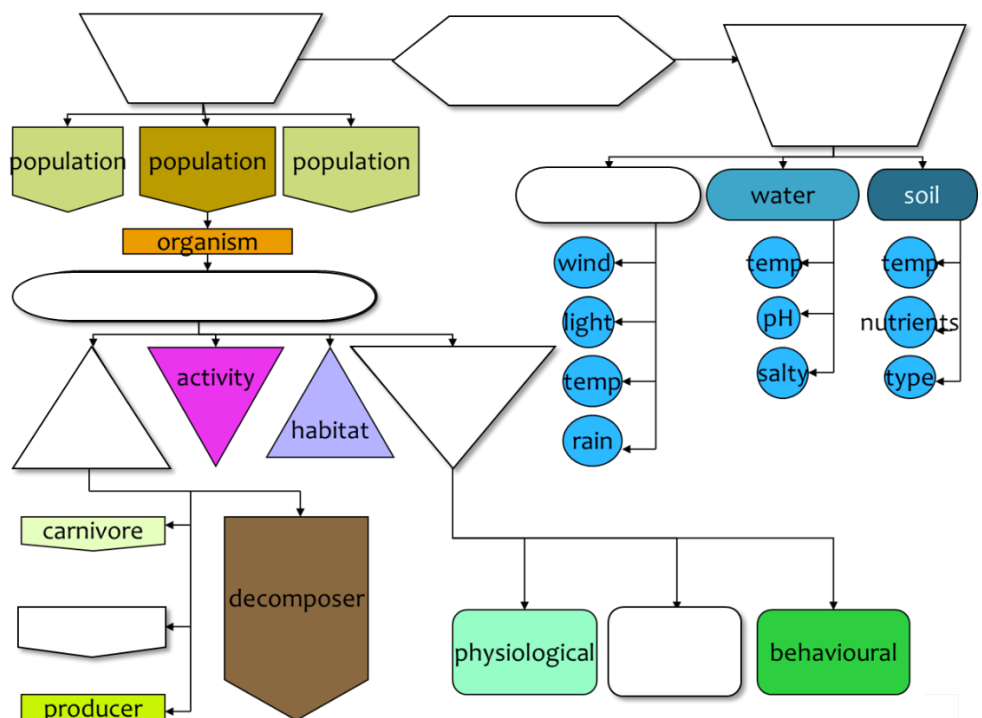 population
population
population
water
soil
organism
wind
temp
temp
light
pH
nutrients
activity
temp
salty
type
habitat
rain
carnivore
decomposer
physiological
behavioural
producer